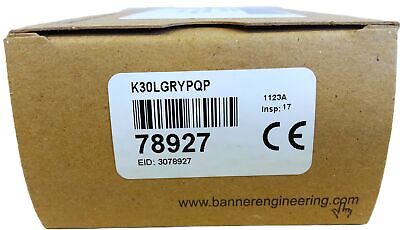 K30LGRYPQP
1123A
Insp: 17
78927
CE
EID: 3078927
www.bannerengineering.com